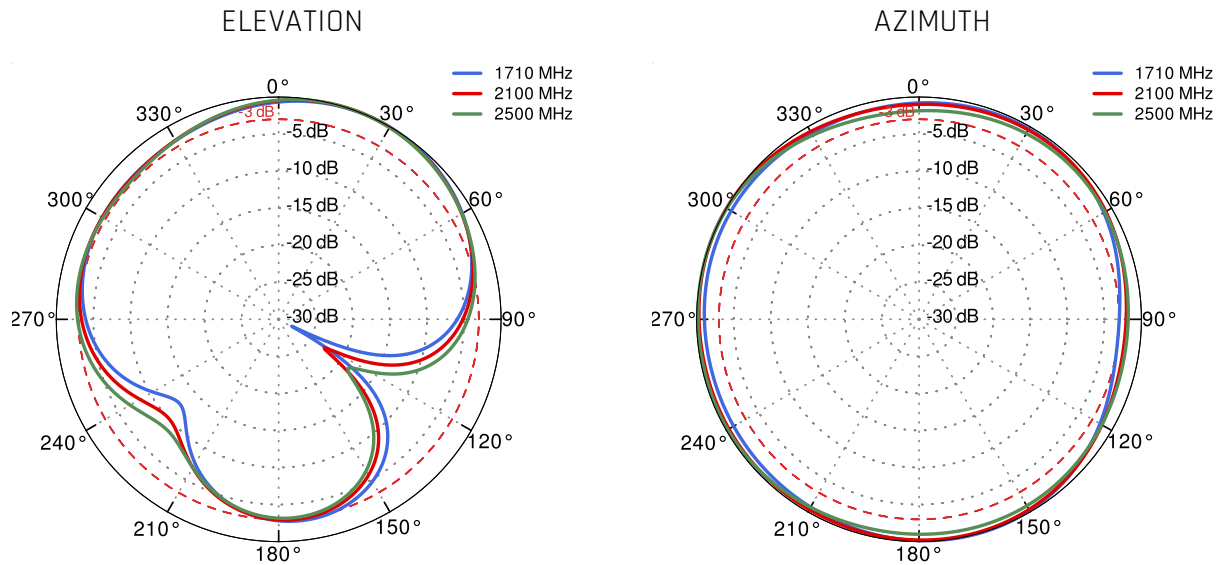 ELEVATION
1710 MHz
2100 MHz
2500 MHz
0°
330°
30°
-3 dB
-5 dB
-10 dB
300°
60°
-15 dB
-20 dB
-25 dB
-30 dB
270°
90°
240°
120°
210°
150°
180°
AZIMUTH
1710 MHz
2100 MHz
2500 MHz
0°
330°
30°
-3 dB
-5 dB
-10 dB
300°
60°
-15 dB
-20 dB
-25 dB
-30 dB
270°
90°
240°
120°
210°
150°
180°